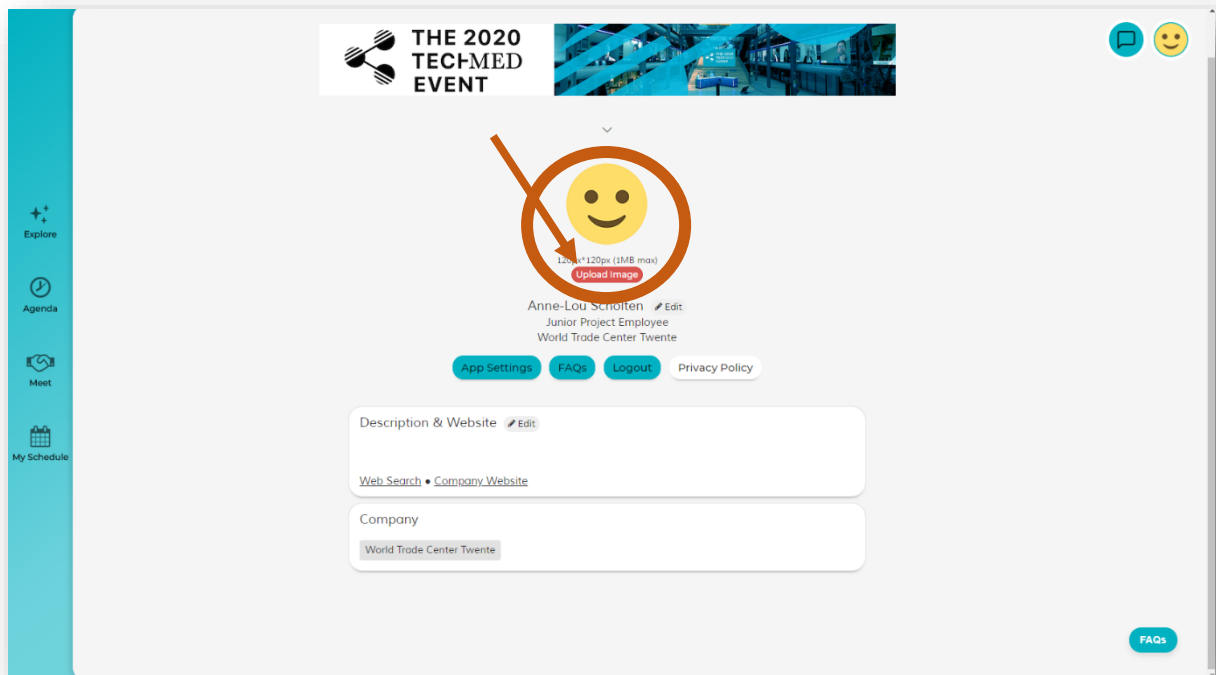 THE 2020
TECHMED
EVENT
Explore
Agenda
Meet
My Schedule
120px*120px (1MB max)
Upload Image
Anne-Lou Scholten Edit
Junior Project Employee
World Trade Center Twente
App Settings FAQs Logout Privacy Policy
Description & Website Edit
Web Search • Company Website
Company
World Trade Center Twente
FAQs